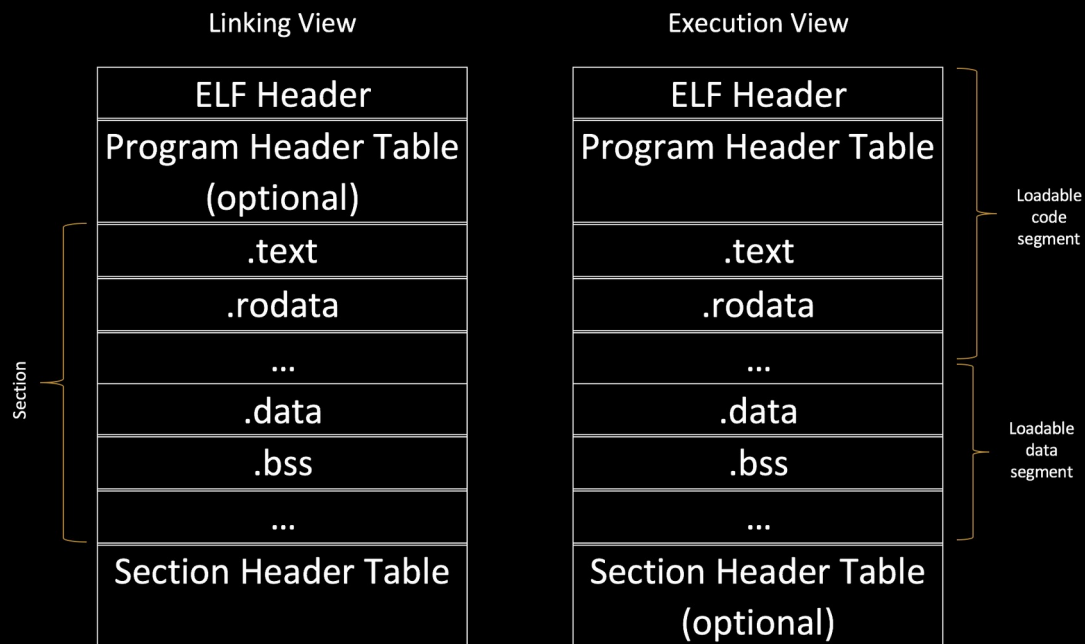 Linking View
ELF Header
Program Header Table
(optional)
.text
.rodata
...
.data
.bss
...
Section Header Table
Section
Execution View
ELF Header
Program Header Table
.text
.rodata
...
.data
.bss
...
Section Header Table
(optional)
Loadable
code
segment
Loadable
data
segment